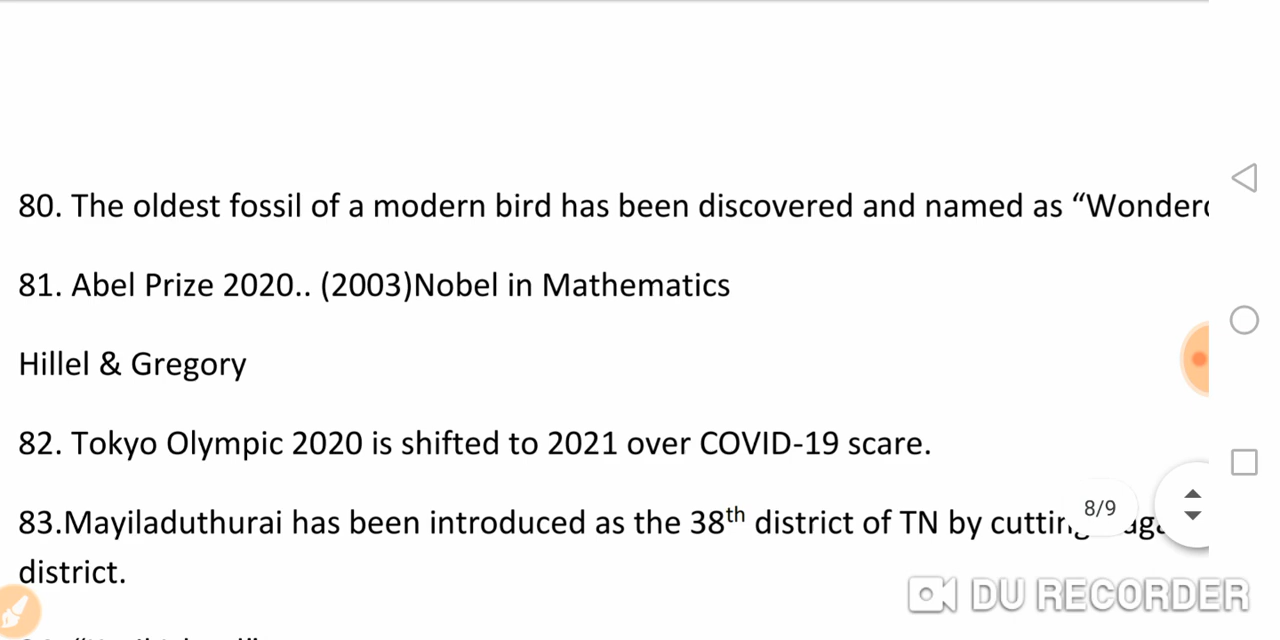 80. The oldest fossil of a modern bird has been discovered and named as
81. Abel Prize 2020.. (2003)Nobel in Mathematics
Hillel & Gregory
82. Tokyo Olympic 2020 is shifted to 2021 over COVID-19 scare.
8/9
83.Mayiladuthurai has been introduced as the 38th district of TN by
district.
DU RECORDER